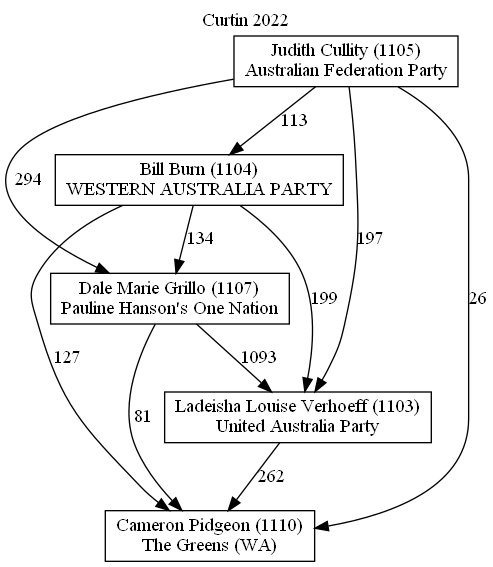 Curtin 2022
Judith Cullity (1105)
Australian Federation Party
113
Bill Burn (1104)
WESTERN AUSTRALIA PARTY
294
134
197
Dale Marie Grillo (1107)
Pauline Hanson's One Nation
199
26
127
1093
Ladeisha Louise Verhoeff (1103)
United Australia Party
81
262
Cameron Pidgeon (1110)
The Greens (WA)